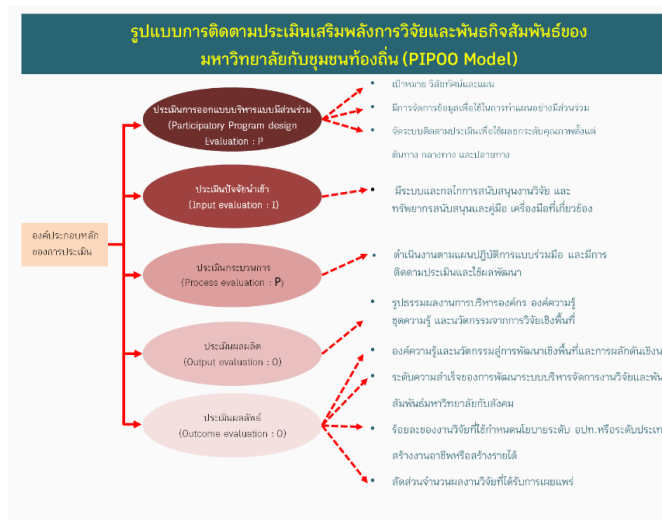 รูปแบบการติดตามประเมินเสริมพลังการวิจัยและพันธกิจสัมพันธ์ของ
มหาวิทยาลัยกับชุมชนท้องถิ่น (PIPOO Model)
องค์ประกอบหลัก
ของการประเมิน
ประเมินการออกแบบบริหารแบบมีส่วนร่วม
(Participatory Program design
Evaluation : P
• เป้าหมาย วิสัยทัศน์และแผน
• มีการจัดการข้อมูลเพื่อใช้ในการทำแผนอย่างมีส่วนร่วม
• จัดระบบติดตามประเมินเพื่อใช้ผลยกระดับคุณภาพตั้งแต่
ต้นทาง กลางทาง และปลายทาง
ประเมินปัจจัยนำเข้า
(Input evaluation : I)
• มีระบบและกลไกการสนับสนุนงานวิจัย และ
ทรัพยากรสนับสนุนและคู่มือ เครื่องมือที่เกี่ยวข้อง
ประเมินกระบวนการ
(Process evaluation : P)
• ดำเนินงานตามแผนปฏิบัติการแบบร่วมมือ และมีการ
ติดตามประเมินและใช้ผลพัฒนา
ประเมินผลผลิต
(Output evaluation : O)
• รูปธรรมผลงานการบริหารองค์กร องค์ความรู้
ชุดความรู้ และนวัตกรรมจากการวิจัยเชิงพื้นที่
ประเมินผลลัพธ์
(Outcome evaluation : O)
• องค์ความรู้และนวัตกรรมสู่การพัฒนาเชิงพื้นที่และการผลักดันเชิงน
• ระดับความสำเร็จของการพัฒนาระบบบริหารจัดการงานวิจัยและพัน
สัมพันธ์มหาวิทยาลัยกับสังคม
• ร้อยละของงานวิจัยที่ใช้กำหนดนโยบายระดับ อปท.หรือระดับประเท
สร้างงานอาชีพหรือสร้างรายได้
• สัดส่วนจำนวนผลงานวิจัยที่ได้รับการเผยแพร่